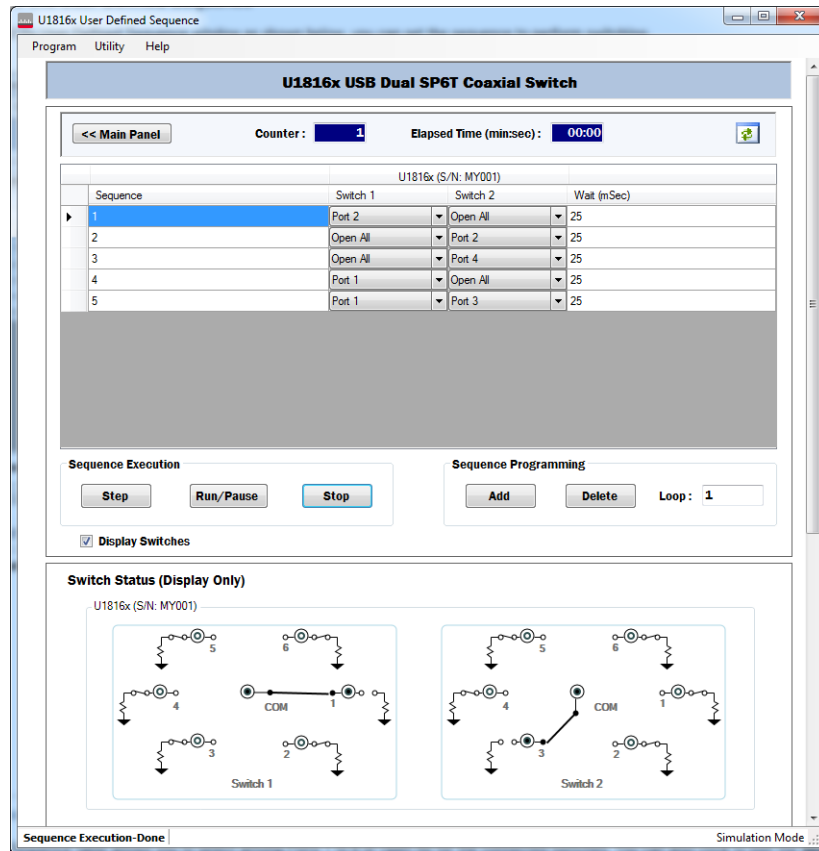 U1816x User Defined Sequence
Program Utility Help
U1816x USB Dual SP6T Coaxial Switch
<< Main Panel Counter : 1 Elapsed Time (min:sec) : 00:00
U1816x (S/N: MY001)
Sequence Switch 1 Switch 2 Wait (mSec)
1 Port 2 Open All 25
2 Open All Port 2 25
3 Open All Port 4 25
4 Port 1 Open All 25
5 Port 1 Port 3 25
Sequence Execution Sequence Programming
Step Run/Pause Stop Add Delete Loop : 1
Display Switches
Switch Status (Display Only)
U1816x (S/N: MY001)
5 6 5 6
4 COM 1 4 COM 1
3 2 3 2
Switch 1 Switch 2
Sequence Execution-Done Simulation Mode